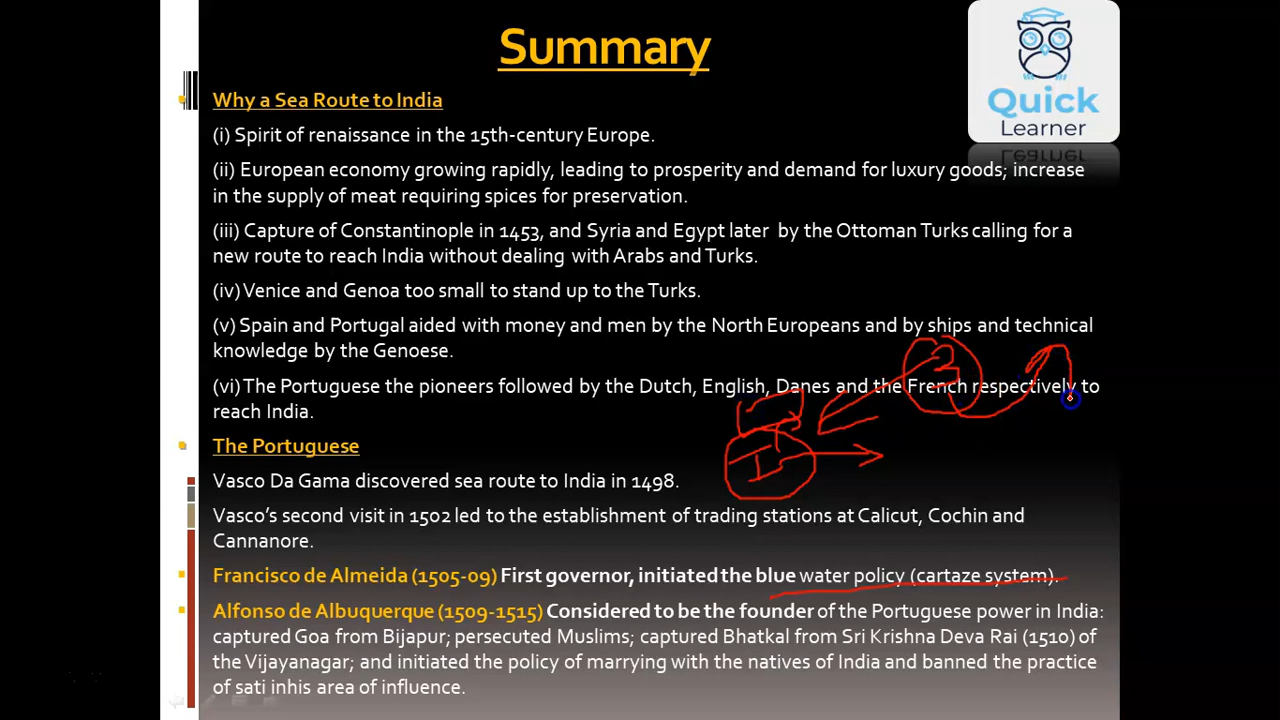 Summary
Quick
Learner
Why a Sea Route to India
(i) Spirit of renaissance in the 15th-century Europe.
(ii) European economy growing rapidly, leading to prosperity and demand for luxury goods; increase
in the supply of meat requiring spices for preservation.
(iii) Capture of Constantinople in 1453, and Syria and Egypt later by the Ottoman Turks calling for a
new route to reach India without dealing with Arabs and Turks.
(iv) Venice and Genoa too small to stand up to the Turks.
(v) Spain and Portugal aided with money and men by the North Europeans and by ships and technical
knowledge by the Genoese.
(vi) The Portuguese the pioneers followed by the Dutch, English, Danes and the French respectively to
reach India.
The Portuguese
Vasco Da Gama discovered sea route to India in 1498.
Vasco's second visit in 1502 led to the establishment of trading stations at Calicut, Cochin and
Cannanore.
Francisco de Almeida (1505-09) First governor, initiated the blue water policy (cartaze system).
Alfonso de Albuquerque (1509-1515) Considered to be the founder of the Portuguese power in India:
captured Goa from Bijapur; persecuted Muslims; captured Bhatkal from Sri Krishna Deva Rai (1510) of
the Vijayanagar; and initiated the policy of marrying with the natives of India and banned the practice
of sati inhis area of influence.